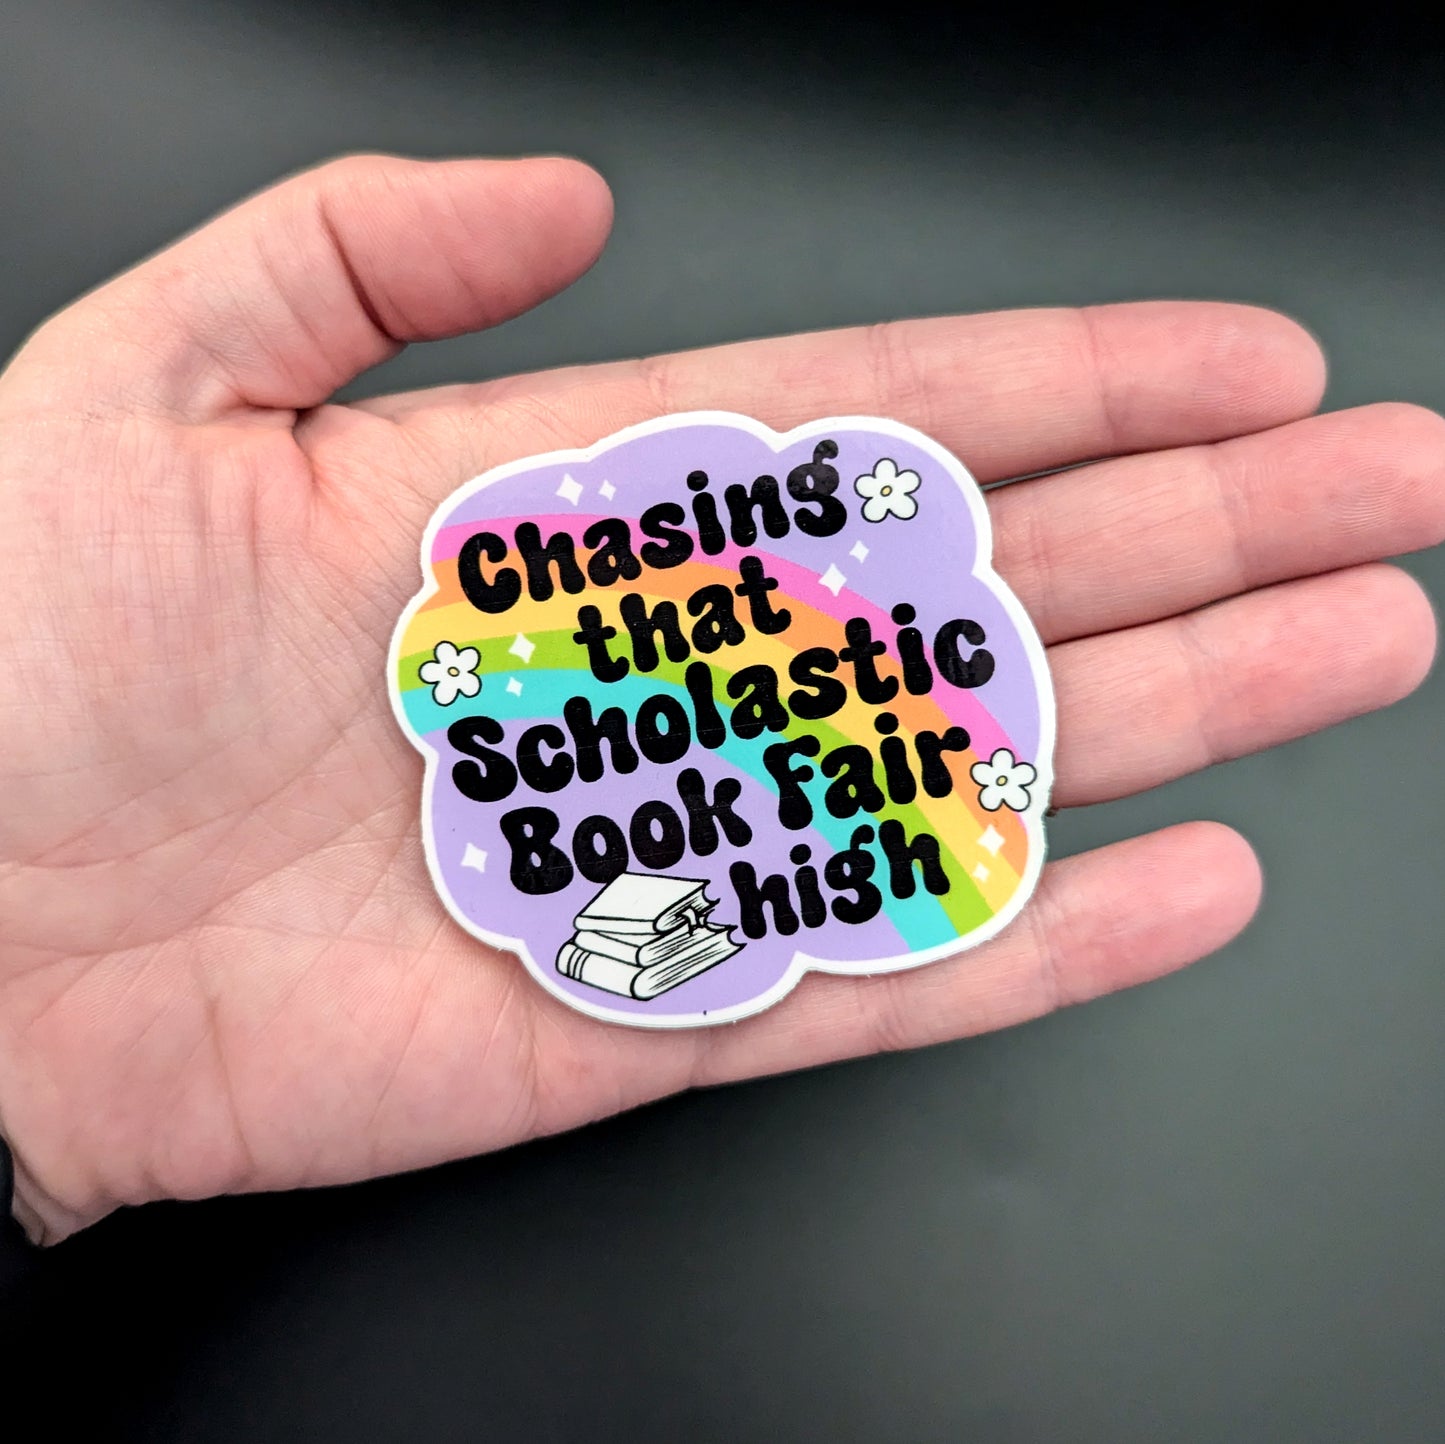 Chasing
that
Scholastic
Book Fair
high